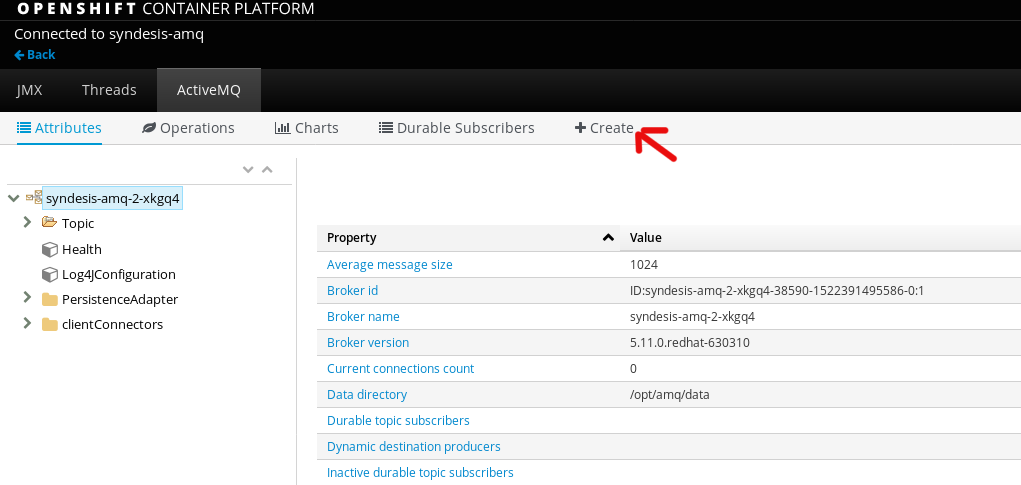 OPENSHIFT CONTAINER PLATFORM
Connected to syndesis-amq
Back
JMX Threads ActiveMQ
Attributes Operations Charts Durable Subscribers Create
syndesis-amq-2-xkgq4
Topic
Health
Log4JConfiguration
PersistenceAdapter
clientConnectors
Property Value
Average message size 1024
Broker id ID:syndesis-amq-2-xkgq4-38590-1522391495586-0:1
Broker name syndesis-amq-2-xkgq4
Broker version 5.11.0.redhat-630310
Current connections count 0
Data directory /opt/amq/data
Durable topic subscribers
Dynamic destination producers
Inactive durable topic subscribers